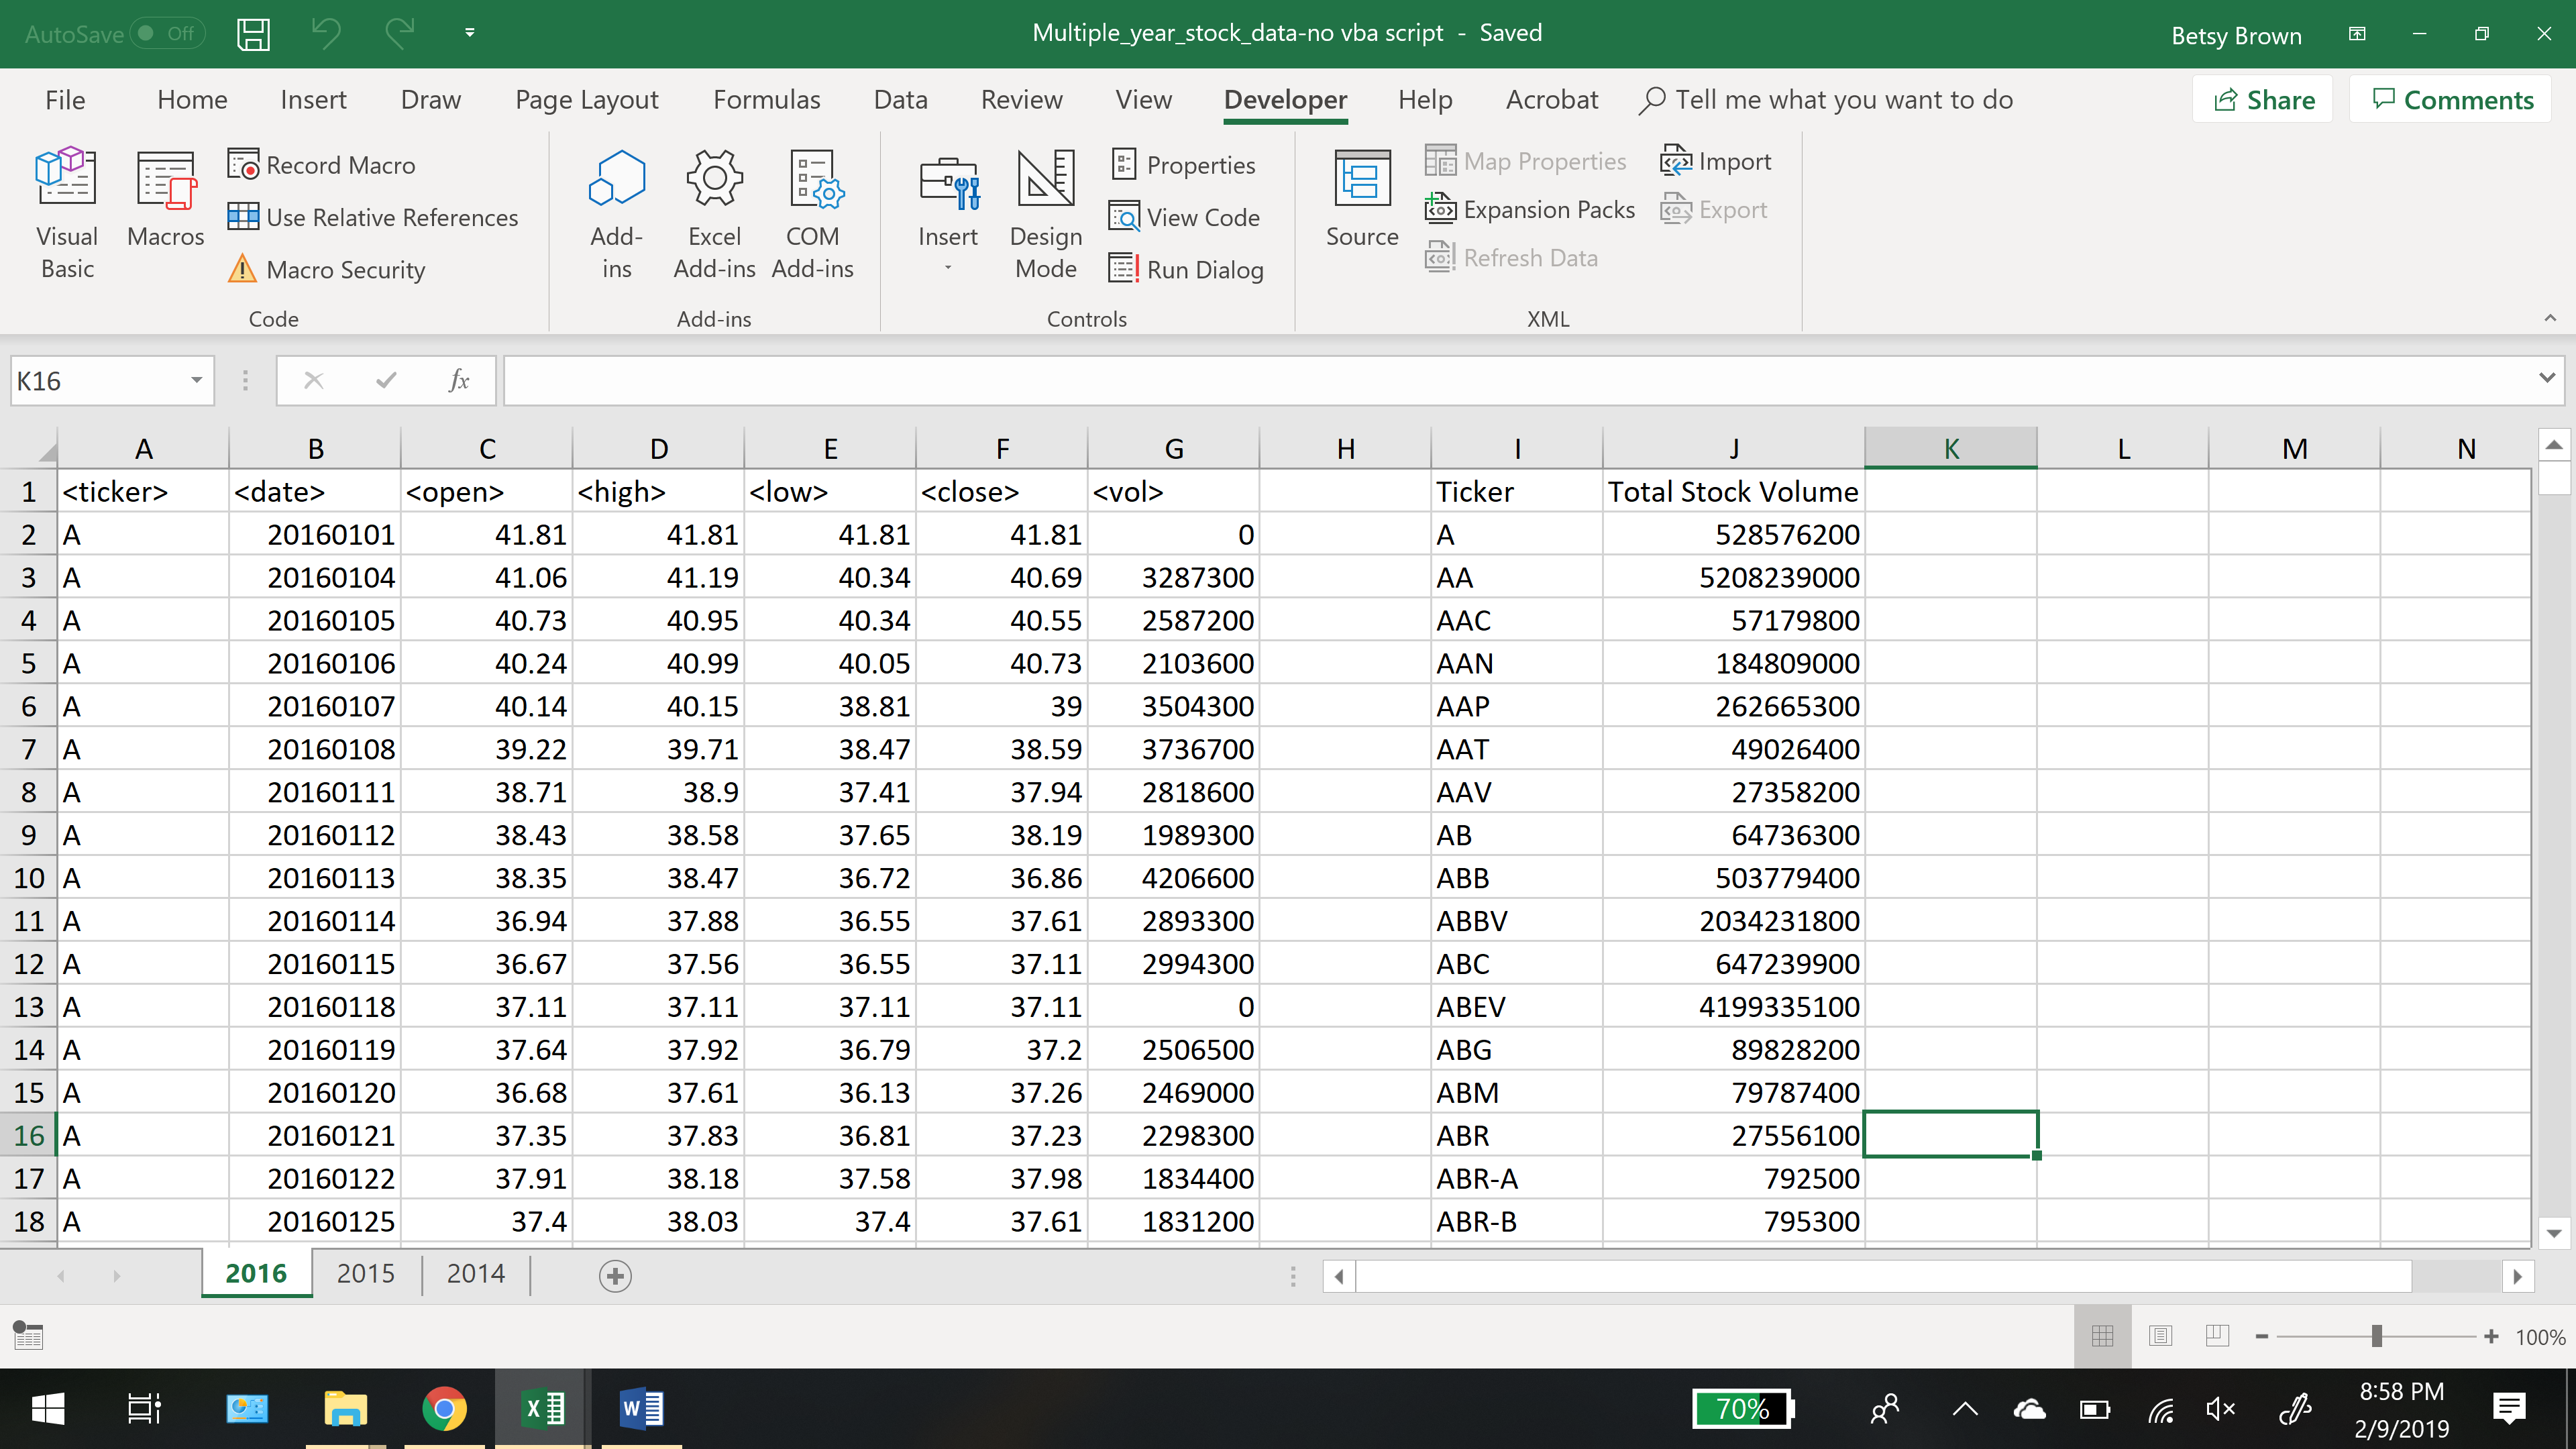 AutoSave Off Multiple_year_stock_data-no vba script - Saved Betsy Brown
File Home Insert Draw Page Layout Formulas Data Review View Developer Help Acrobat Tell me what you want to do Share Comments
Visual Basic
Macros
Record Macro
Use Relative References
Macro Security
Code
Add-ins
Excel Add-ins
COM Add-ins
Add-ins
Insert
Design Mode
Properties
View Code
Run Dialog
Controls
Source
Map Properties
Expansion Packs
Refresh Data
Import
Export
XML
K16 fx
A B C D E F G H I J K L M N
1 <ticker> <date> <open> <high> <low> <close> <vol> Ticker Total Stock Volume
2 A 20160101 41.81 41.81 41.81 41.81 0 A 528576200
3 A 20160104 41.06 41.19 40.34 40.69 3287300 AA 5208239000
4 A 20160105 40.73 40.95 40.34 40.55 2587200 AAC 57179800
5 A 20160106 40.24 40.99 40.05 40.73 2103600 AAN 184809000
6 A 20160107 40.14 40.15 38.81 39 3504300 AAP 262665300
7 A 20160108 39.22 39.71 38.47 38.59 3736700 AAT 49026400
8 A 20160111 38.71 38.9 37.41 37.94 2818600 AAV 27358200
9 A 20160112 38.43 38.58 37.65 38.19 1989300 AB 64736300
10 A 20160113 38.35 38.47 36.72 36.86 4206600 ABB 503779400
11 A 20160114 36.94 37.88 36.55 37.61 2893300 ABBV 2034231800
12 A 20160115 36.67 37.56 36.55 37.11 2994300 ABC 647239900
13 A 20160118 37.11 37.11 37.11 37.11 0 ABEV 4199335100
14 A 20160119 37.64 37.92 36.79 37.2 2506500 ABG 89828200
15 A 20160120 36.68 37.61 36.13 37.26 2469000 ABM 79787400
16 A 20160121 37.35 37.83 36.81 37.23 2298300 ABR 27556100
17 A 20160122 37.91 38.18 37.58 37.98 1834400 ABR-A 792500
18 A 20160125 37.4 38.03 37.4 37.61 1831200 ABR-B 795300
2016 2015 2014
100%
70% 8:58 PM
2/9/2019